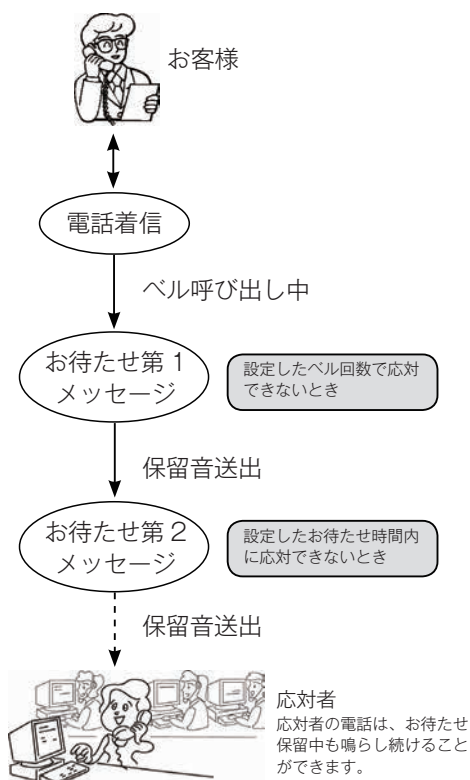 お客様
電話着信
ベル呼び出し中
お待たせ第1
メッセージ
設定したベル回数で応対
できないとき
保留音送出
お待たせ第2
メッセージ
設定したお待たせ時間内
に応対できないとき
保留音送出
応対者
応対者の電話は、お待たせ
保留中も鳴らし続けること
ができます。